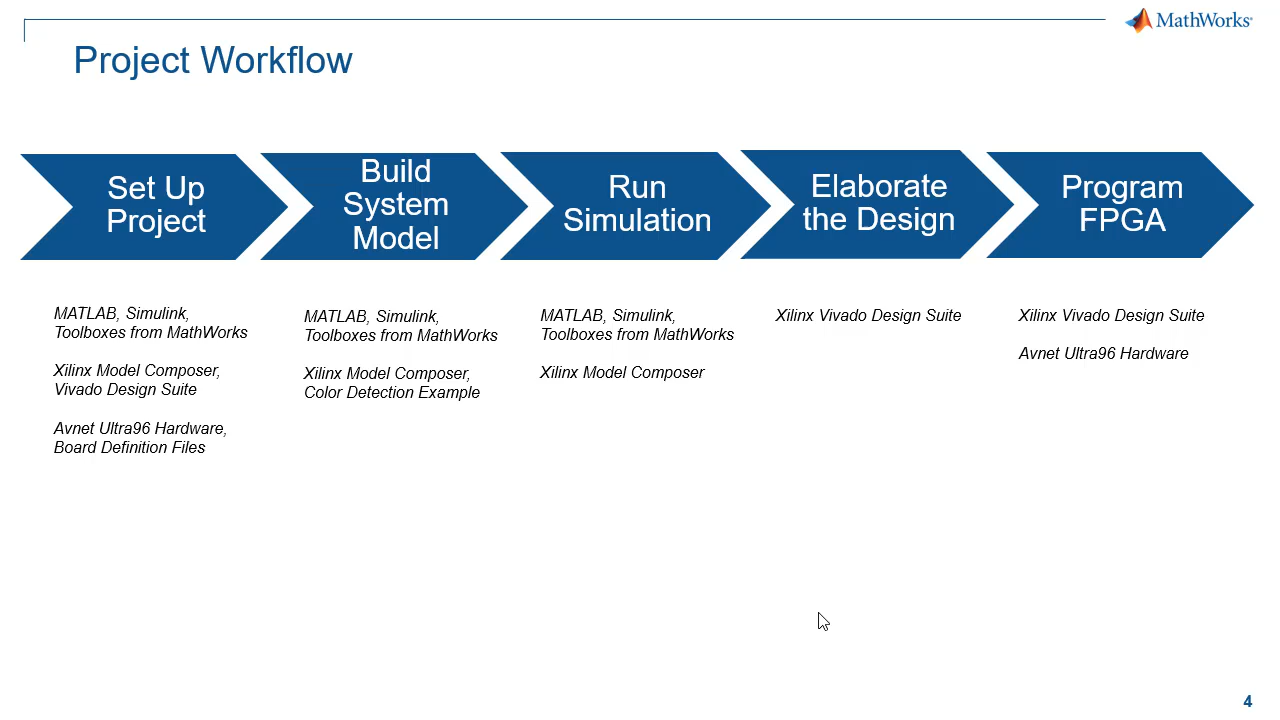 MathWorks®
Project Workflow
Set Up
Project
Build
System
Model
Run
Simulation
Elaborate
the Design
Program
FPGA
MATLAB, Simulink,
Toolboxes from MathWorks
Xilinx Model Composer,
Vivado Design Suite
Avnet Ultra96 Hardware,
Board Definition Files
MATLAB, Simulink,
Toolboxes from MathWorks
Xilinx Model Composer,
Color Detection Example
MATLAB, Simulink,
Toolboxes from MathWorks
Xilinx Model Composer
Xilinx Vivado Design Suite
Xilinx Vivado Design Suite
Avnet Ultra96 Hardware
4